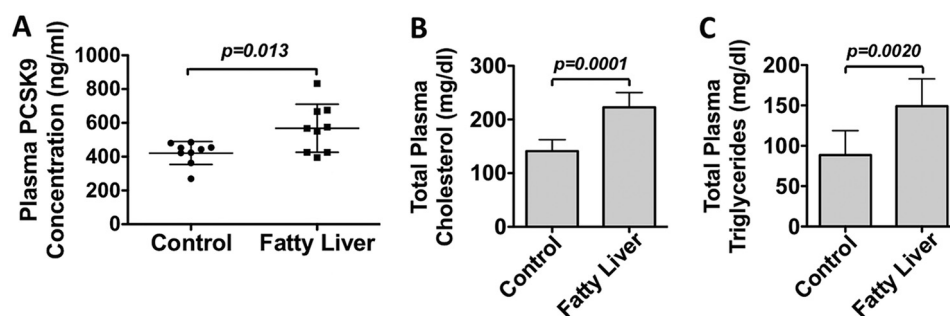 A
Plasma PCSK9
Concentration (ng/ml)
1000
800
600
400
200
0
p=0.013
Control
Fatty Liver
B
Total Plasma
Cholesterol (mg/dl)
300
200
100
0
p=0.0001
Control
Fatty Liver
C
Total Plasma
Triglycerides (mg/dl)
200
150
100
50
0
p=0.0020
Control
Fatty Liver